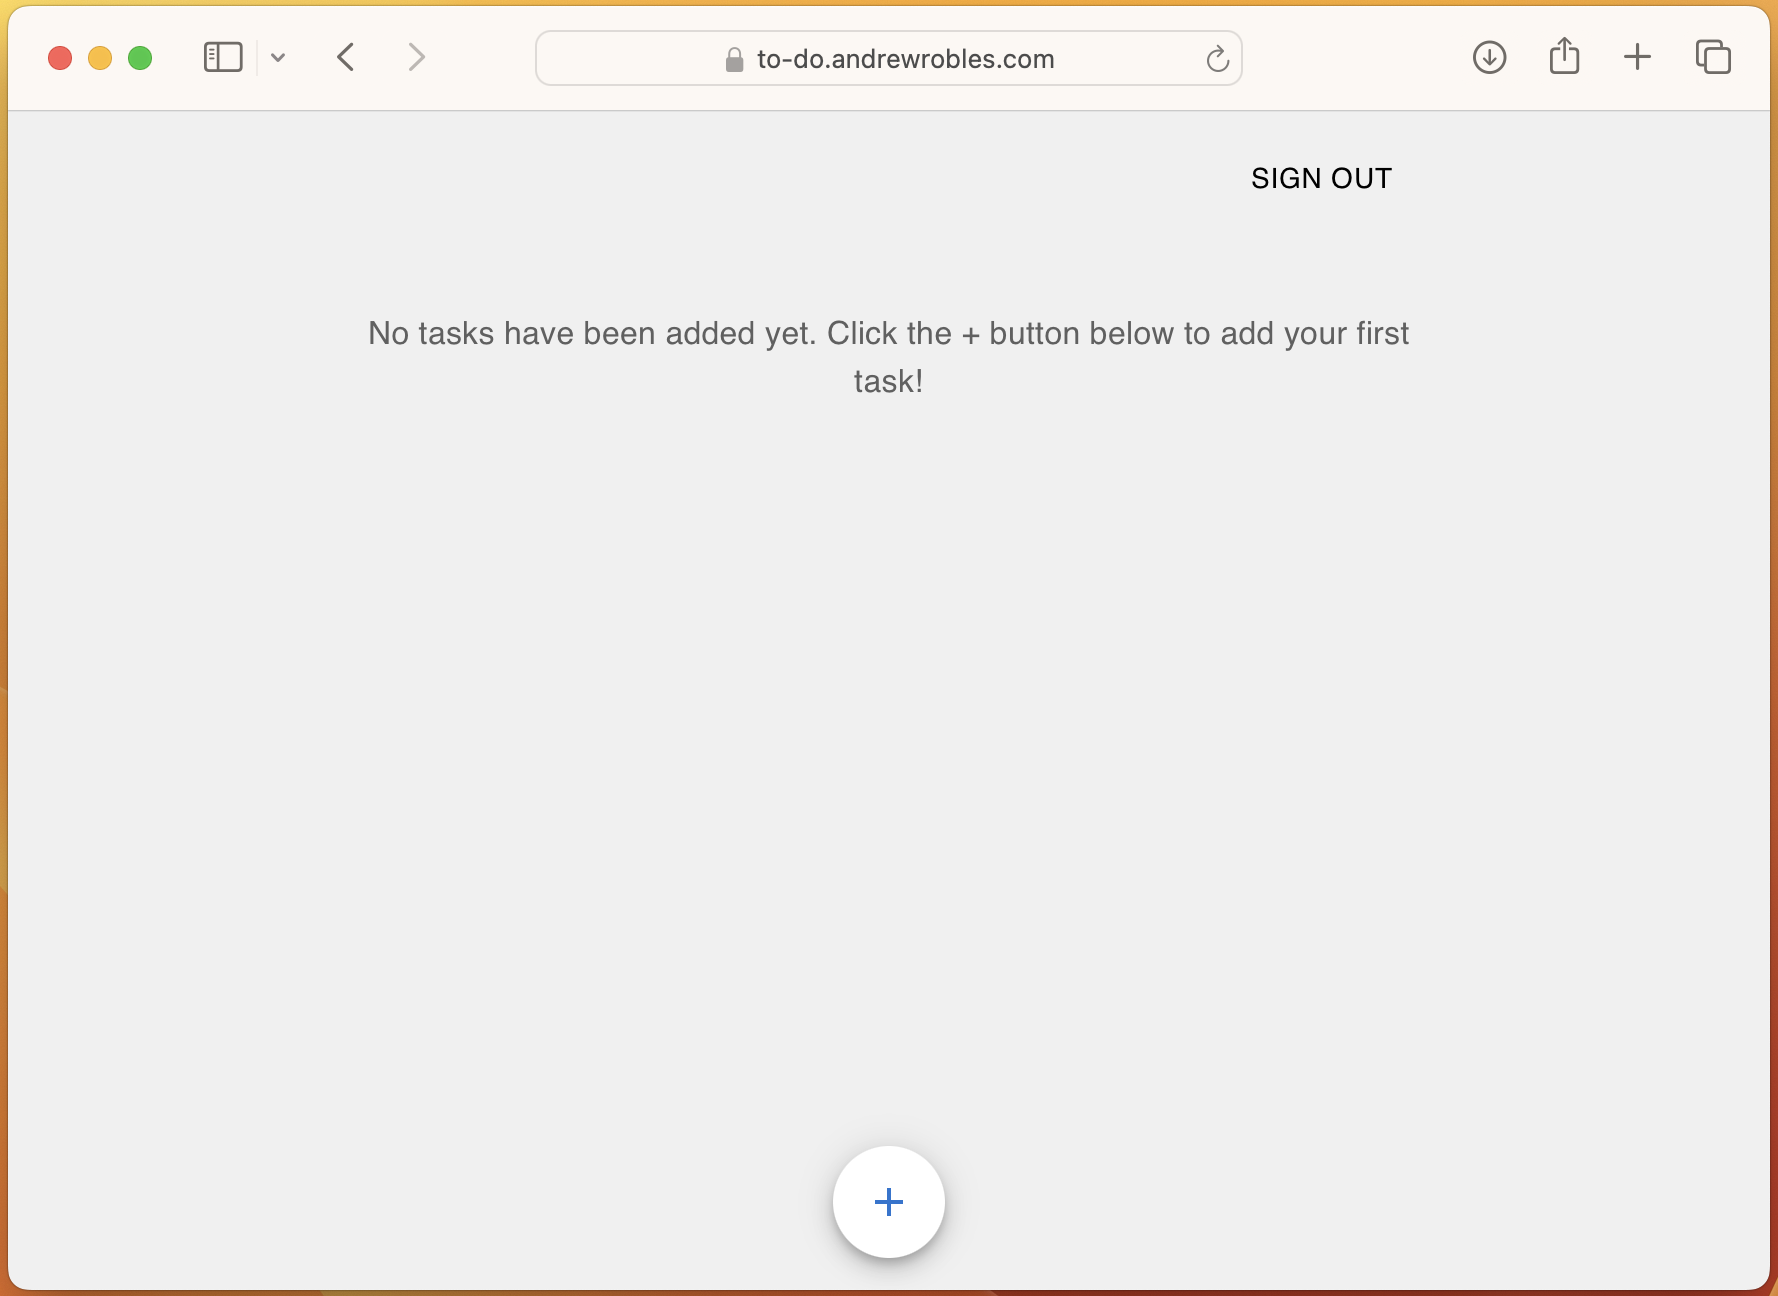 to-do.andrewrobles.com
SIGN OUT
No tasks have been added yet. Click the + button below to add your first
task!
+